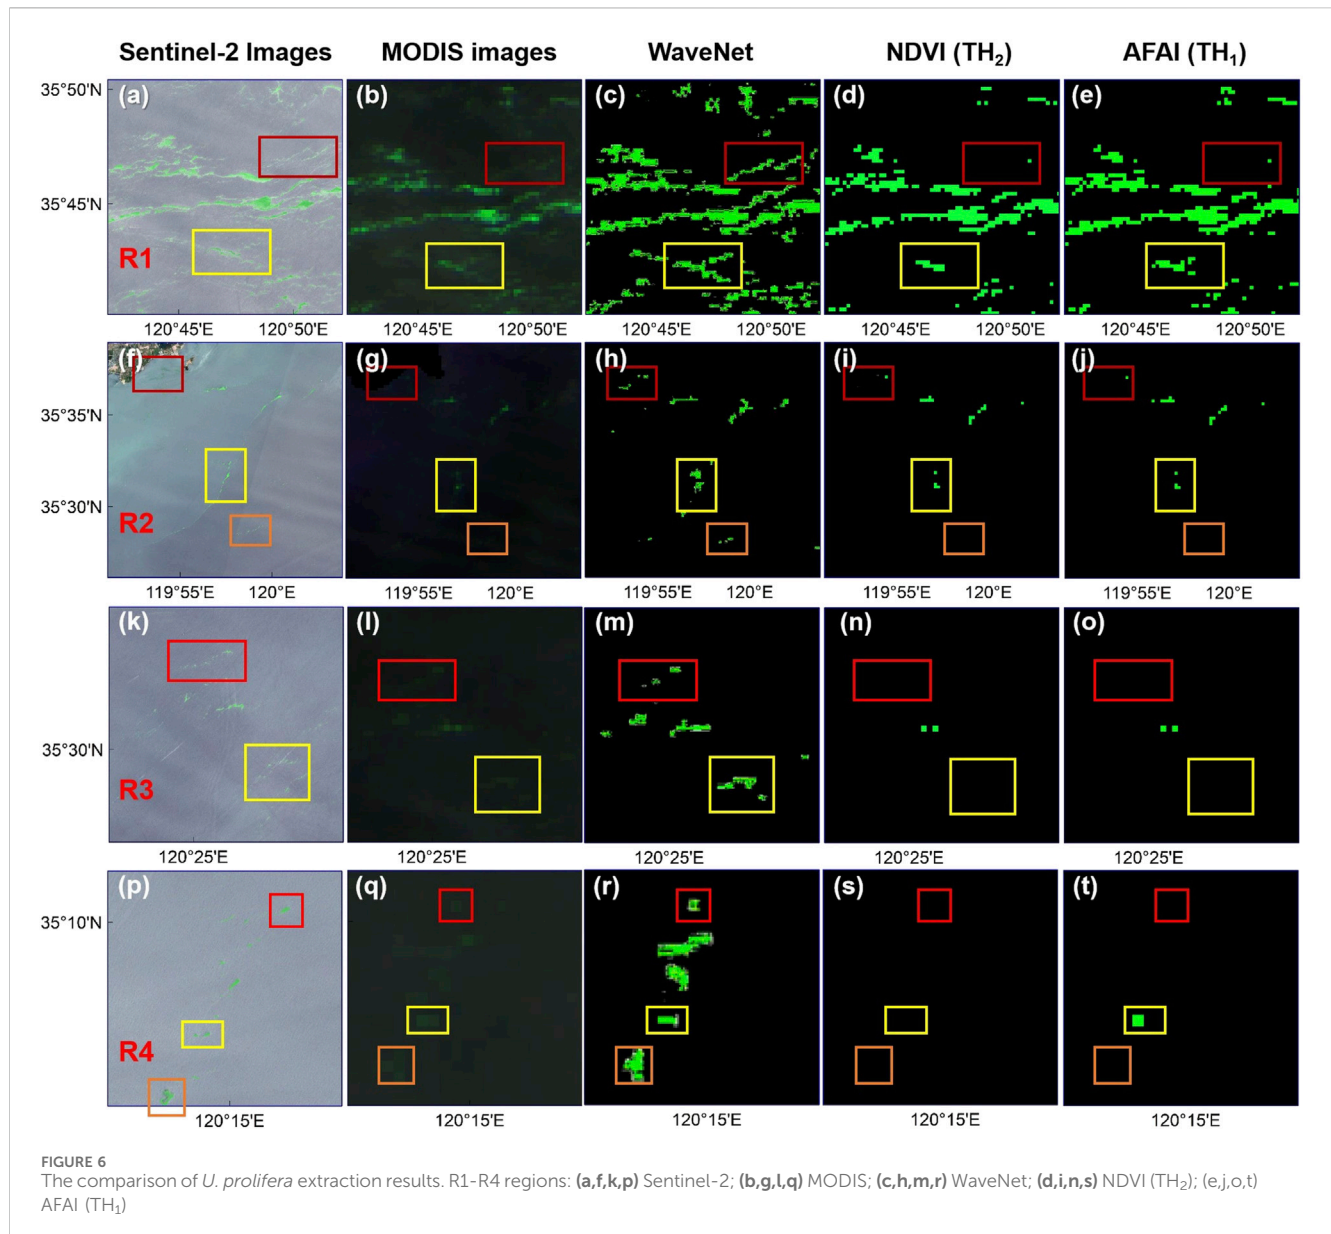 Sentinel-2 Images MODIS images WaveNet NDVI (TH2) AFAI (TH1)
35°50'N (a) (b) (c) (d) (e)
35°45'N
R1
120°45'E 120°50'E 120°45'E 120°50'E 120°45'E 120°50'E 120°45'E 120°50'E 120°45'E 120°50'E
(f) (g) (h) (i) (j)
35°35'N
35°30'N
R2
119°55'E 120°E 119°55'E 120°E 119°55'E 120°E 119°55'E 120°E 119°55'E 120°E
(k) (l) (m) (n) (o)
35°30'N
R3
120°25'E 120°25'E 120°25'E 120°25'E 120°25'E
(p) (q) (r) (s) (t)
35°10'N
R4
120°15'E 120°15'E 120°15'E 120°15'E 120°15'E
FIGURE 6
The comparison of U. prolifera extraction results. R1-R4 regions: (a,f,k,p) Sentinel-2; (b,g,l,q) MODIS; (c,h,m,r) WaveNet; (d,i,n,s) NDVI (TH2); (e,j,o,t)
AFAI (TH1)